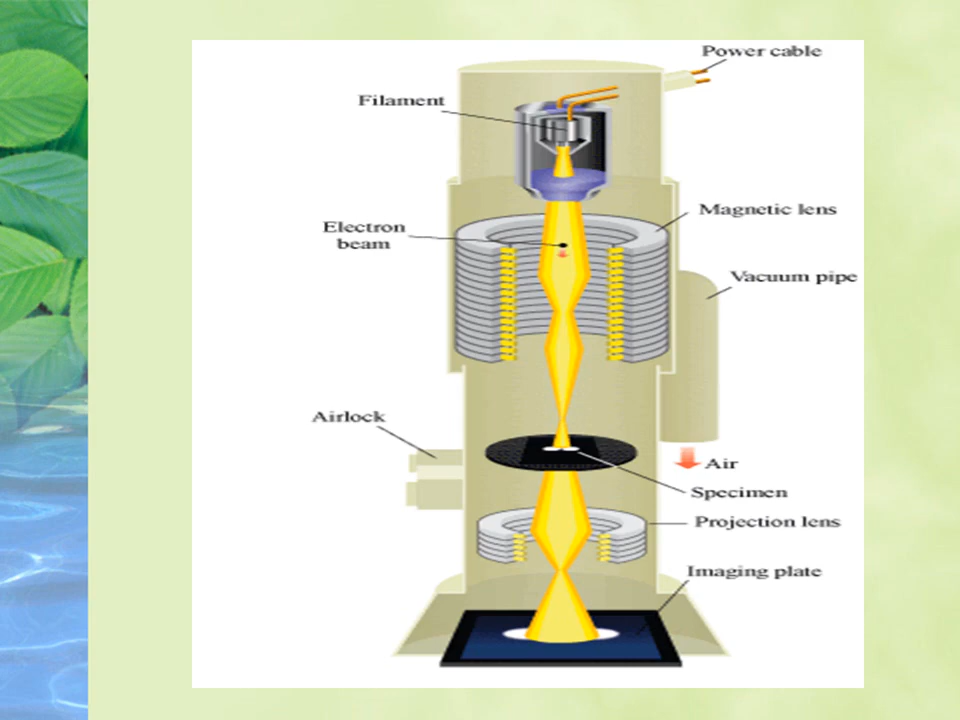 Power cable
Filament
Magnetic lens
Electron
beam
Vacuum pipe
Airlock
Air
Specimen
Projection lens
Imaging plate